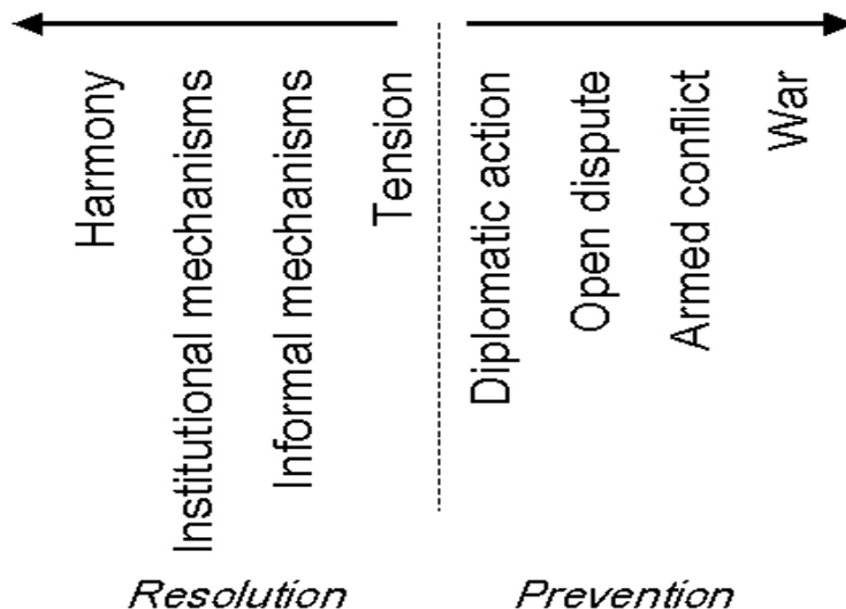 Harmony
Institutional mechanisms
Informal mechanisms
Tension
Diplomatic action
Open dispute
Armed conflict
War
Resolution
Prevention